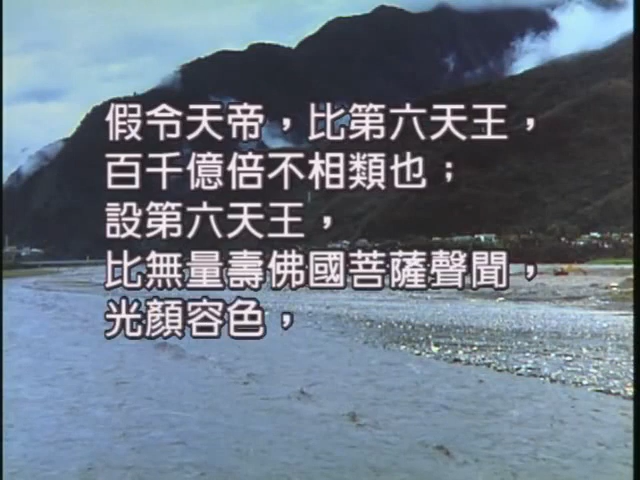 假令天帝，比第六天王，
百千億倍不相類也；
設第六天王，
比無量壽佛國菩薩聲聞，
光顏容色，